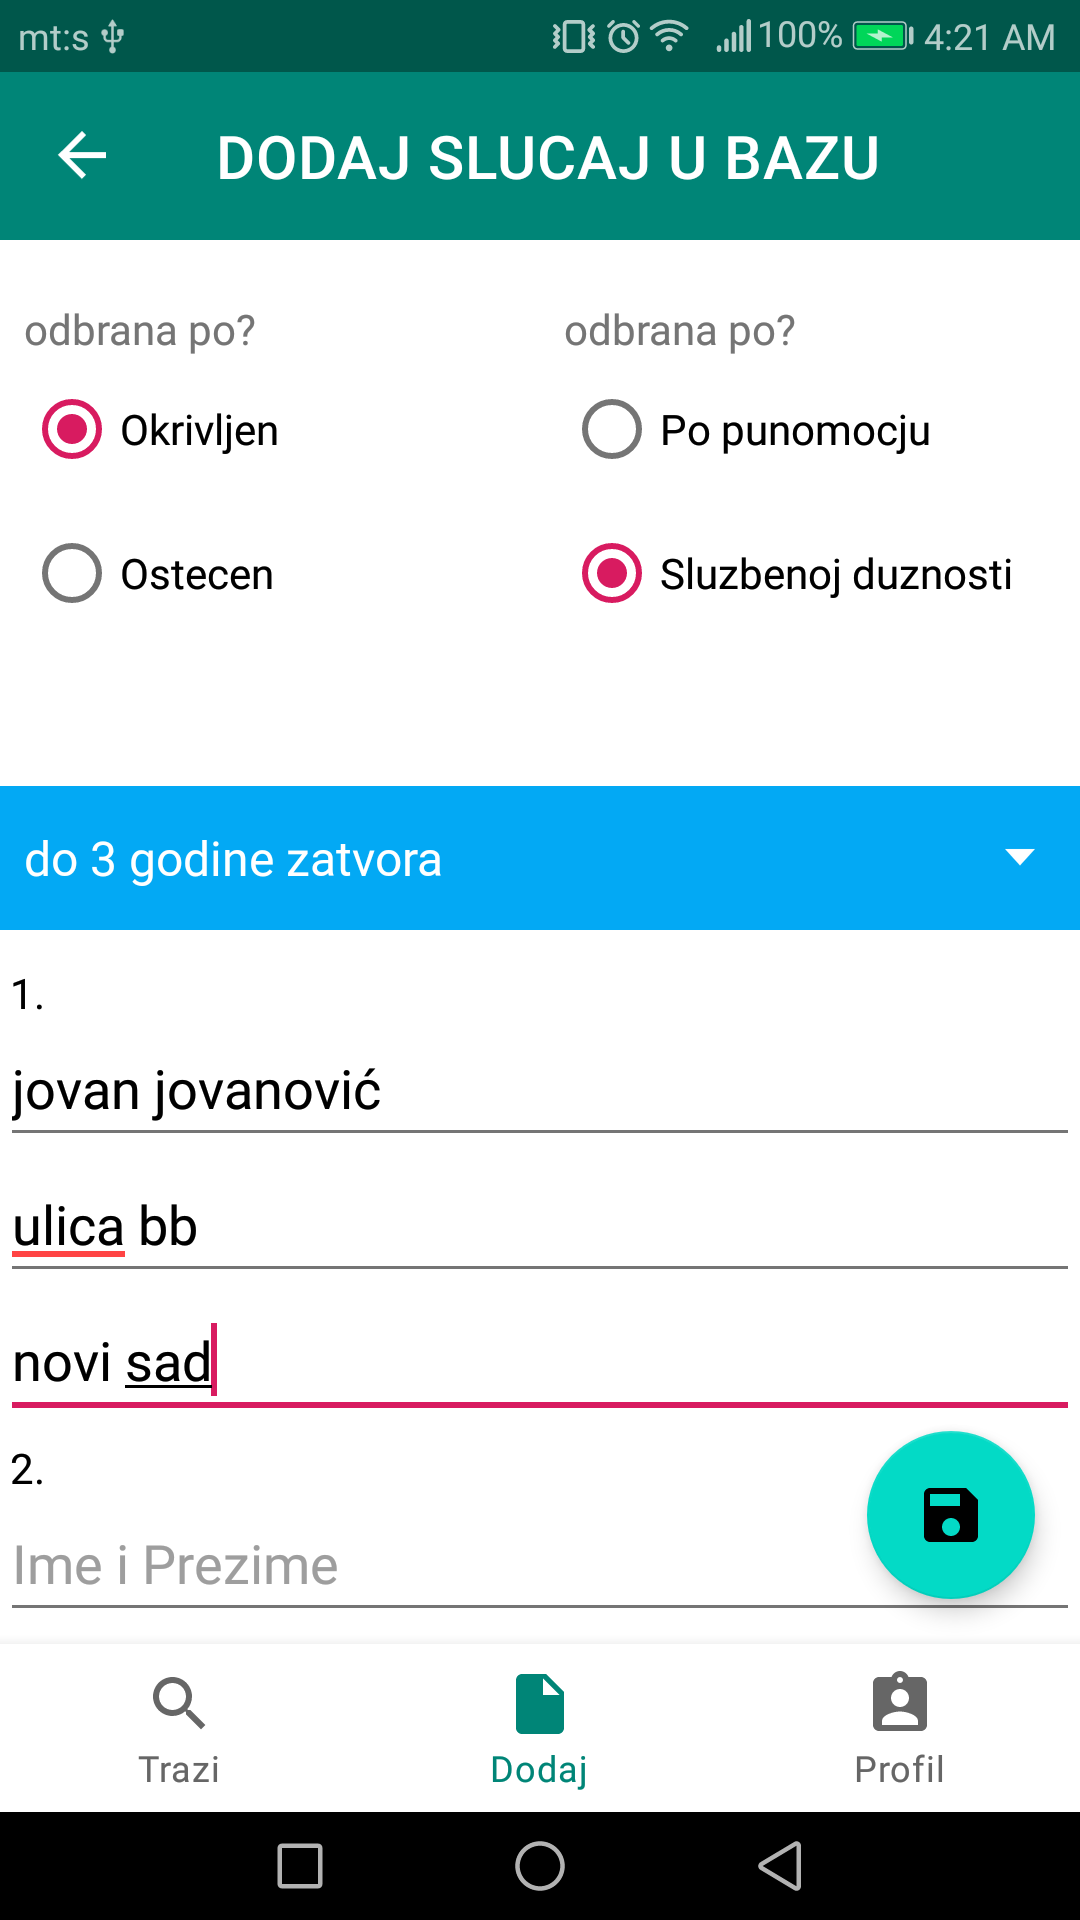 mt:s 100% 4:21 AM
DODAJ SLUCAJ U BAZU
odbrana po? odbrana po?
Okrivljen Po punomocju
Ostecen Sluzbenoj duznosti
do 3 godine zatvora
1.
jovan jovanović
ulica bb
novi sad
2.
Ime i Prezime
Trazi Dodaj Profil